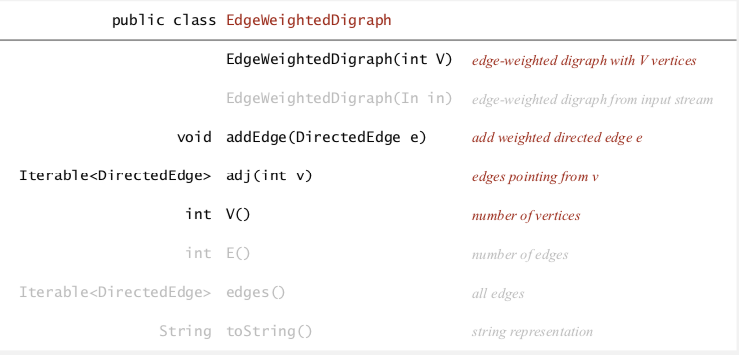 public class EdgeWeightedDigraph
EdgeWeightedDigraph(int V) edge-weighted digraph with V vertices
EdgeWeightedDigraph(In in) edge-weighted digraph from input stream
void addEdge(DirectedEdge e) add weighted directed edge e
Iterable<DirectedEdge> adj(int v) edges pointing from v
int V() number of vertices
int E() number of edges
Iterable<DirectedEdge> edges() all edges
String toString() string representation